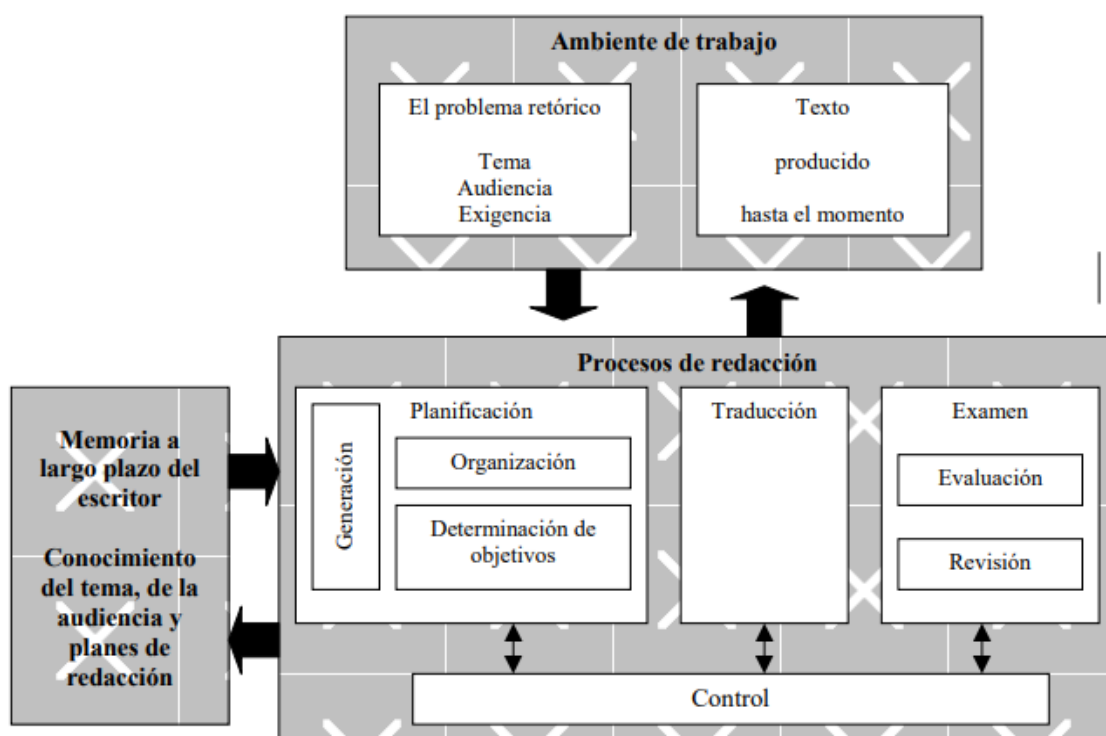 Ambiente de trabajo
El problema retórico
Tema
Audiencia
Exigencia
Texto
producido
hasta el momento
Memoria a
largo plazo del
escritor
Conocimiento
del tema, de la
audiencia y
planes de
redacción
Procesos de redacción
Planificación
Generación
Organización
Determinación de
objetivos
Traducción
Examen
Evaluación
Revisión
Control